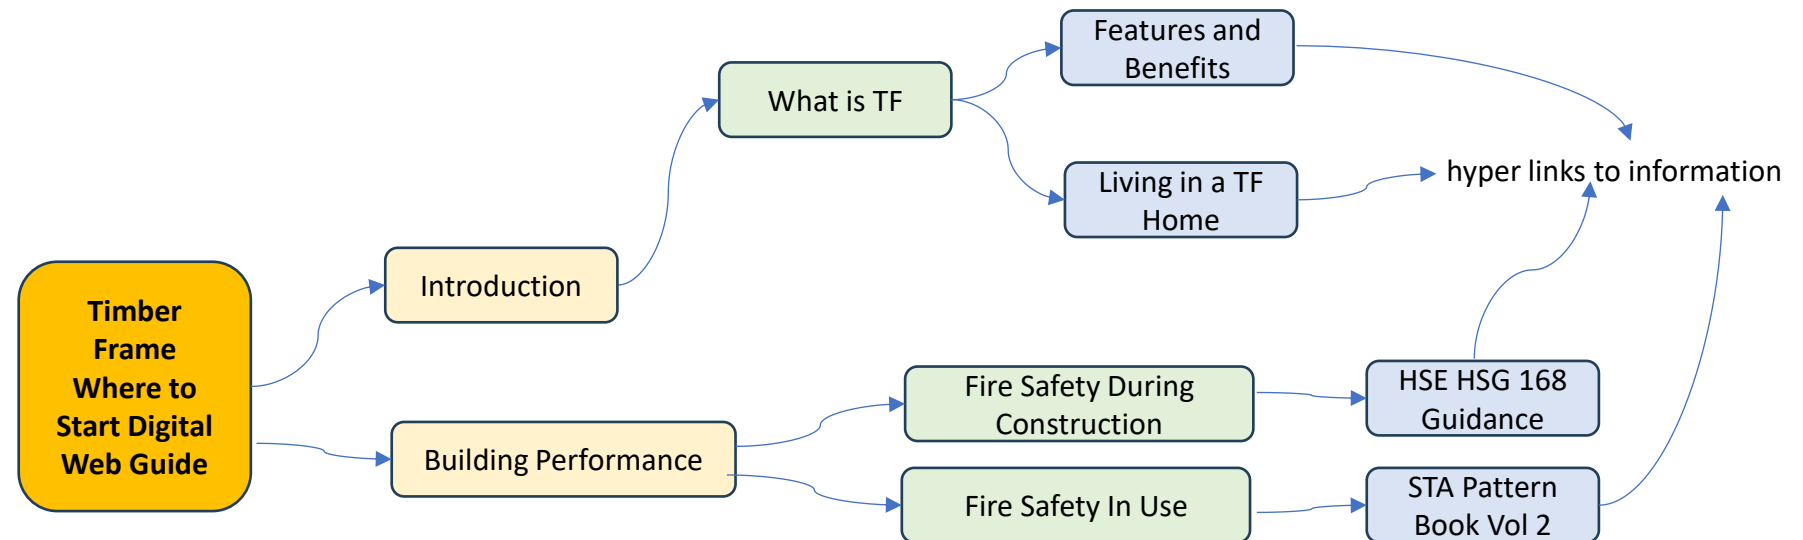 Timber
Frame
Where to
Start Digital
Web Guide
Introduction
What is TF
Features and
Benefits
Living in a TF
Home
hyper links to information
Building Performance
Fire Safety During
Construction
HSE HSG 168
Guidance
Fire Safety In Use
STA Pattern
Book Vol 2